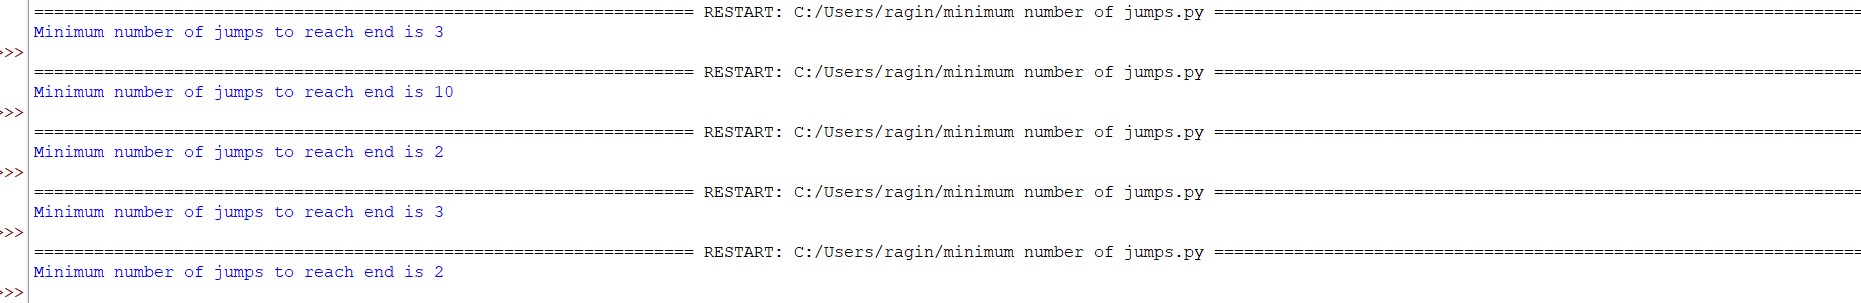 ================================================================== RESTART: C:/Users/ragin/minimum number of jumps.py =================================================================
Minimum number of jumps to reach end is 3
>>>
================================================================== RESTART: C:/Users/ragin/minimum number of jumps.py =================================================================
Minimum number of jumps to reach end is 10
>>>
================================================================== RESTART: C:/Users/ragin/minimum number of jumps.py =================================================================
Minimum number of jumps to reach end is 2
>>>
================================================================== RESTART: C:/Users/ragin/minimum number of jumps.py =================================================================
Minimum number of jumps to reach end is 3
>>>
================================================================== RESTART: C:/Users/ragin/minimum number of jumps.py =================================================================
Minimum number of jumps to reach end is 2
>>>